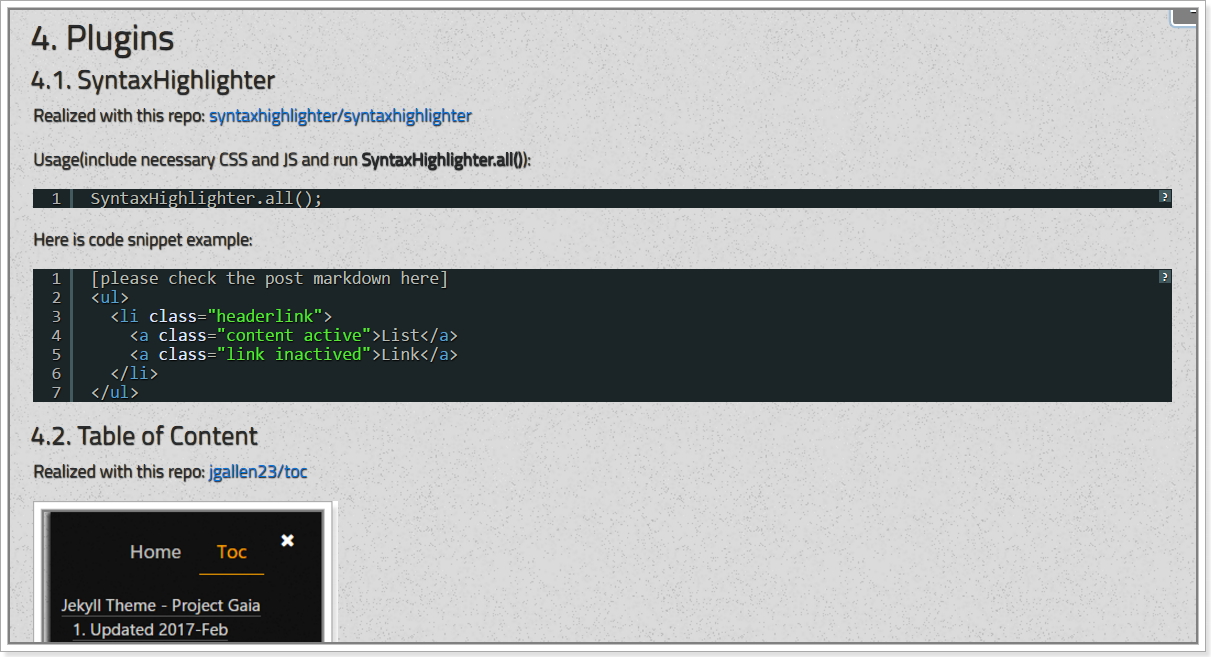 4. Plugins
4.1. SyntaxHighlighter
Realized with this repo: syntaxhighlighter/syntaxhighlighter
Usage(include necessary CSS and JS and run SyntaxHighlighter.all()):
1 SyntaxHighlighter.all(); ?
Here is code snippet example:
1 [please check the post markdown here] ?
2 <ul>
3   <li class="headerlink">
4     <a class="content active">List</a>
5     <a class="link inactived">Link</a>
6   </li>
7 </ul>
4.2. Table of Content
Realized with this repo: jgallen23/toc
Home Toc ✖
Jekyll Theme - Project Gaia
1. Updated 2017-Feb